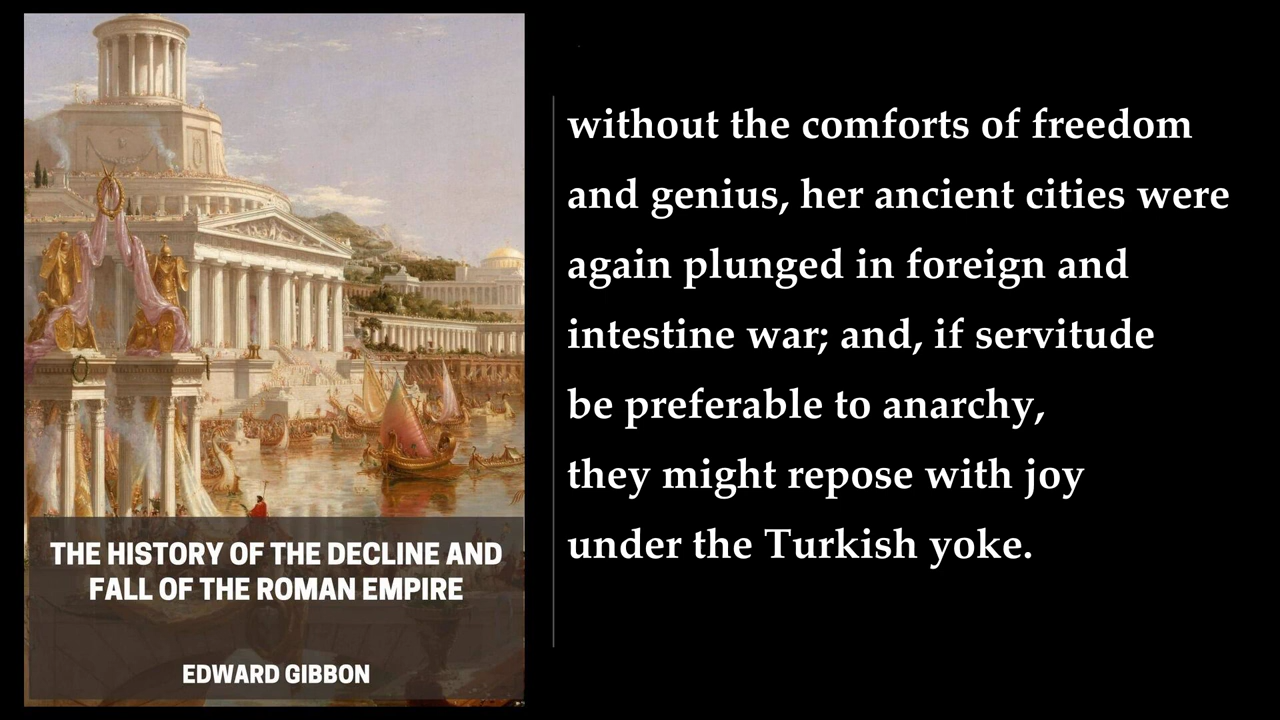 THE HISTORY OF THE DECLINE AND
FALL OF THE ROMAN EMPIRE
EDWARD GIBBON
without the comforts of freedom
and genius, her ancient cities were
again plunged in foreign and
intestine war; and, if servitude
be preferable to anarchy,
they might repose with joy
under the Turkish yoke.